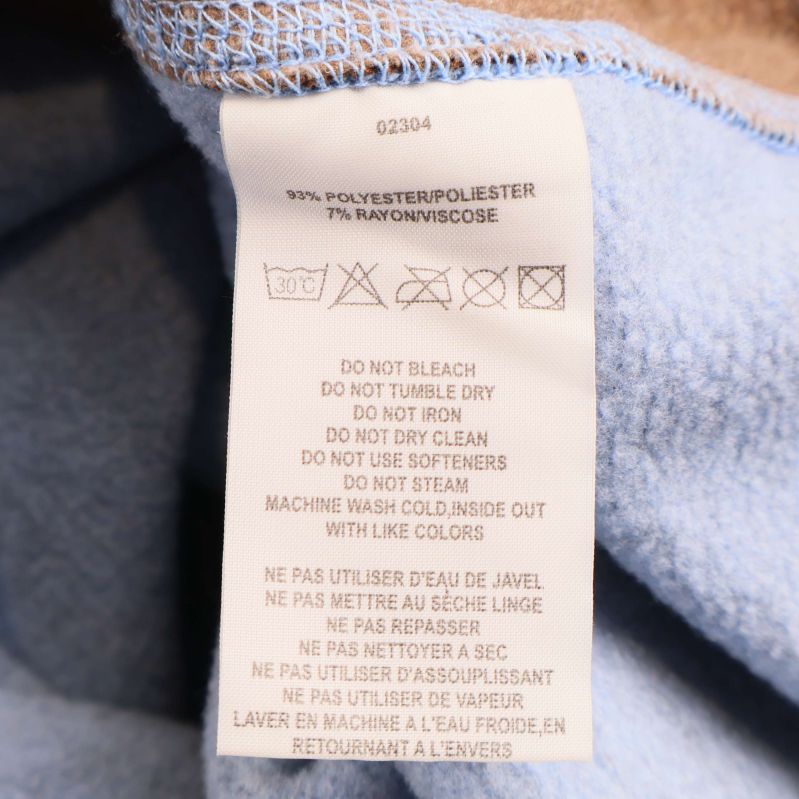 02304
93% POLYESTER/POLIESTER
7% RAYON/VISCOSE
30°C
DO NOT BLEACH
DO NOT TUMBLE DRY
DO NOT IRON
DO NOT DRY CLEAN
DO NOT USE SOFTENERS
DO NOT STEAM
MACHINE WASH COLD,INSIDE OUT
WITH LIKE COLORS
NE PAS UTILISER D'EAU DE JAVEL
NE PAS METTRE AU SĖCHE LINGE
NE PAS REPASSER
NE PAS NETTOYER A SEC
NE PAS UTILISER D'ASSOUPLISSANT
NE PAS UTILISER DE VAPEUR
LAVER EN MACHINE A L'EAU FROIDE,EN
RETOURNANT A L'ENVERS